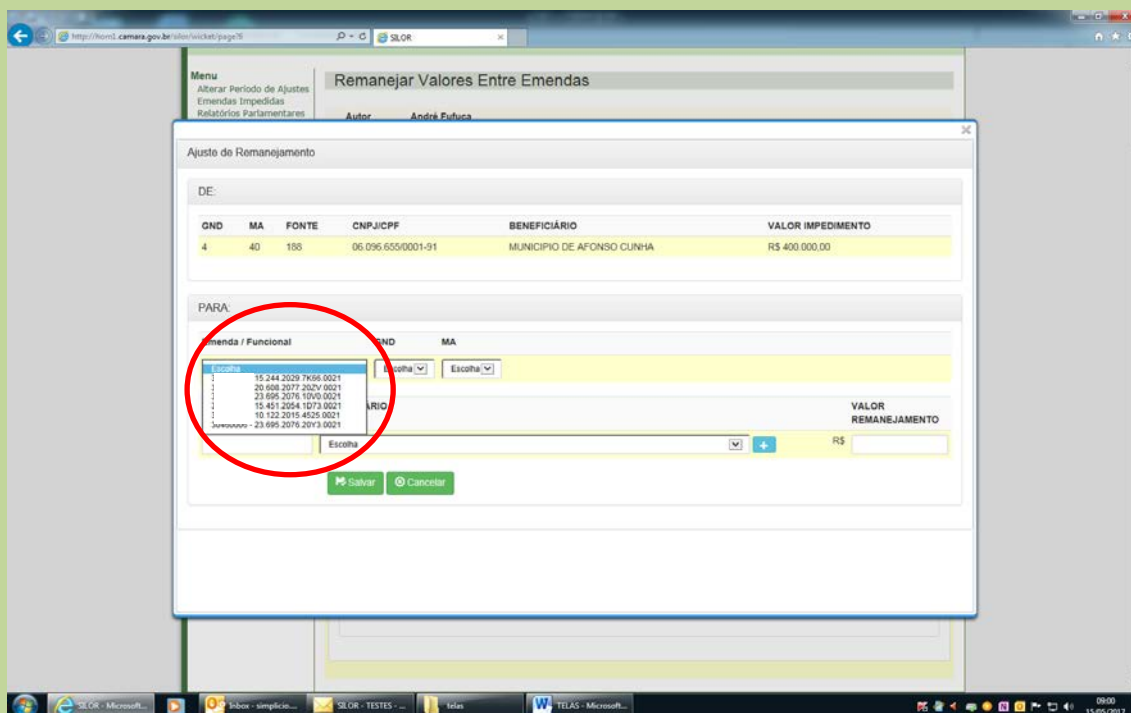 http://hom1.camara.gov.br/silor/wicket/page?6
SILOR
Menu
Alterar Período de Ajustes
Emendas Impedidas
Relatórios Parlamentares
Remanejar Valores Entre Emendas
Autor André Fufuca
Ajuste de Remanejamento
DE:
GND MA FONTE CNPJ/CPF BENEFICIÁRIO VALOR IMPEDIMENTO
4 40 188 06.096.655/0001-91 MUNICIPIO DE AFONSO CUNHA R$ 400.000,00
PARA:
Emenda / Funcional GND MA
Escolha Escolha Escolha
15.244.2029.7K66.0021
20.608.2077.20ZV.0021
23.695.2076.10V0.0021
15.451.2054.1D73.0021
10.122.2015.4525.0021
- 23.695.2076.20Y3.0021
ÁRIO VALOR REMANEJAMENTO
Escolha + R$
Salvar Cancelar
SILOR - Microsoft... Inbox - simplicio... SILOR - TESTES - ... telas TELAS - Microsoft... 09:00
15/05/2017